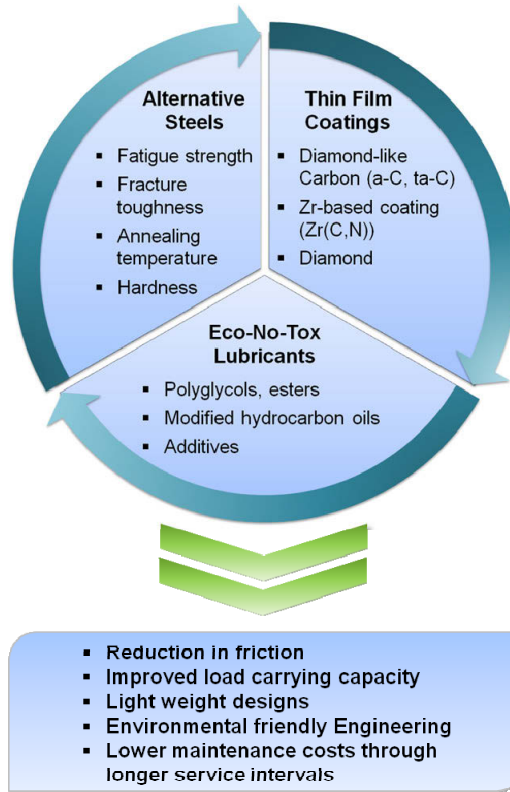 Alternative
Steels
▪ Fatigue strength
▪ Fracture
toughness
▪ Annealing
temperature
▪ Hardness
Thin Film
Coatings
▪ Diamond-like
Carbon (a-C, ta-C)
▪ Zr-based coating
(Zr(C,N))
▪ Diamond
Eco-No-Tox
Lubricants
▪ Polyglycols, esters
▪ Modified hydrocarbon oils
▪ Additives
▪ Reduction in friction
▪ Improved load carrying capacity
▪ Light weight designs
▪ Environmental friendly Engineering
▪ Lower maintenance costs through
longer service intervals